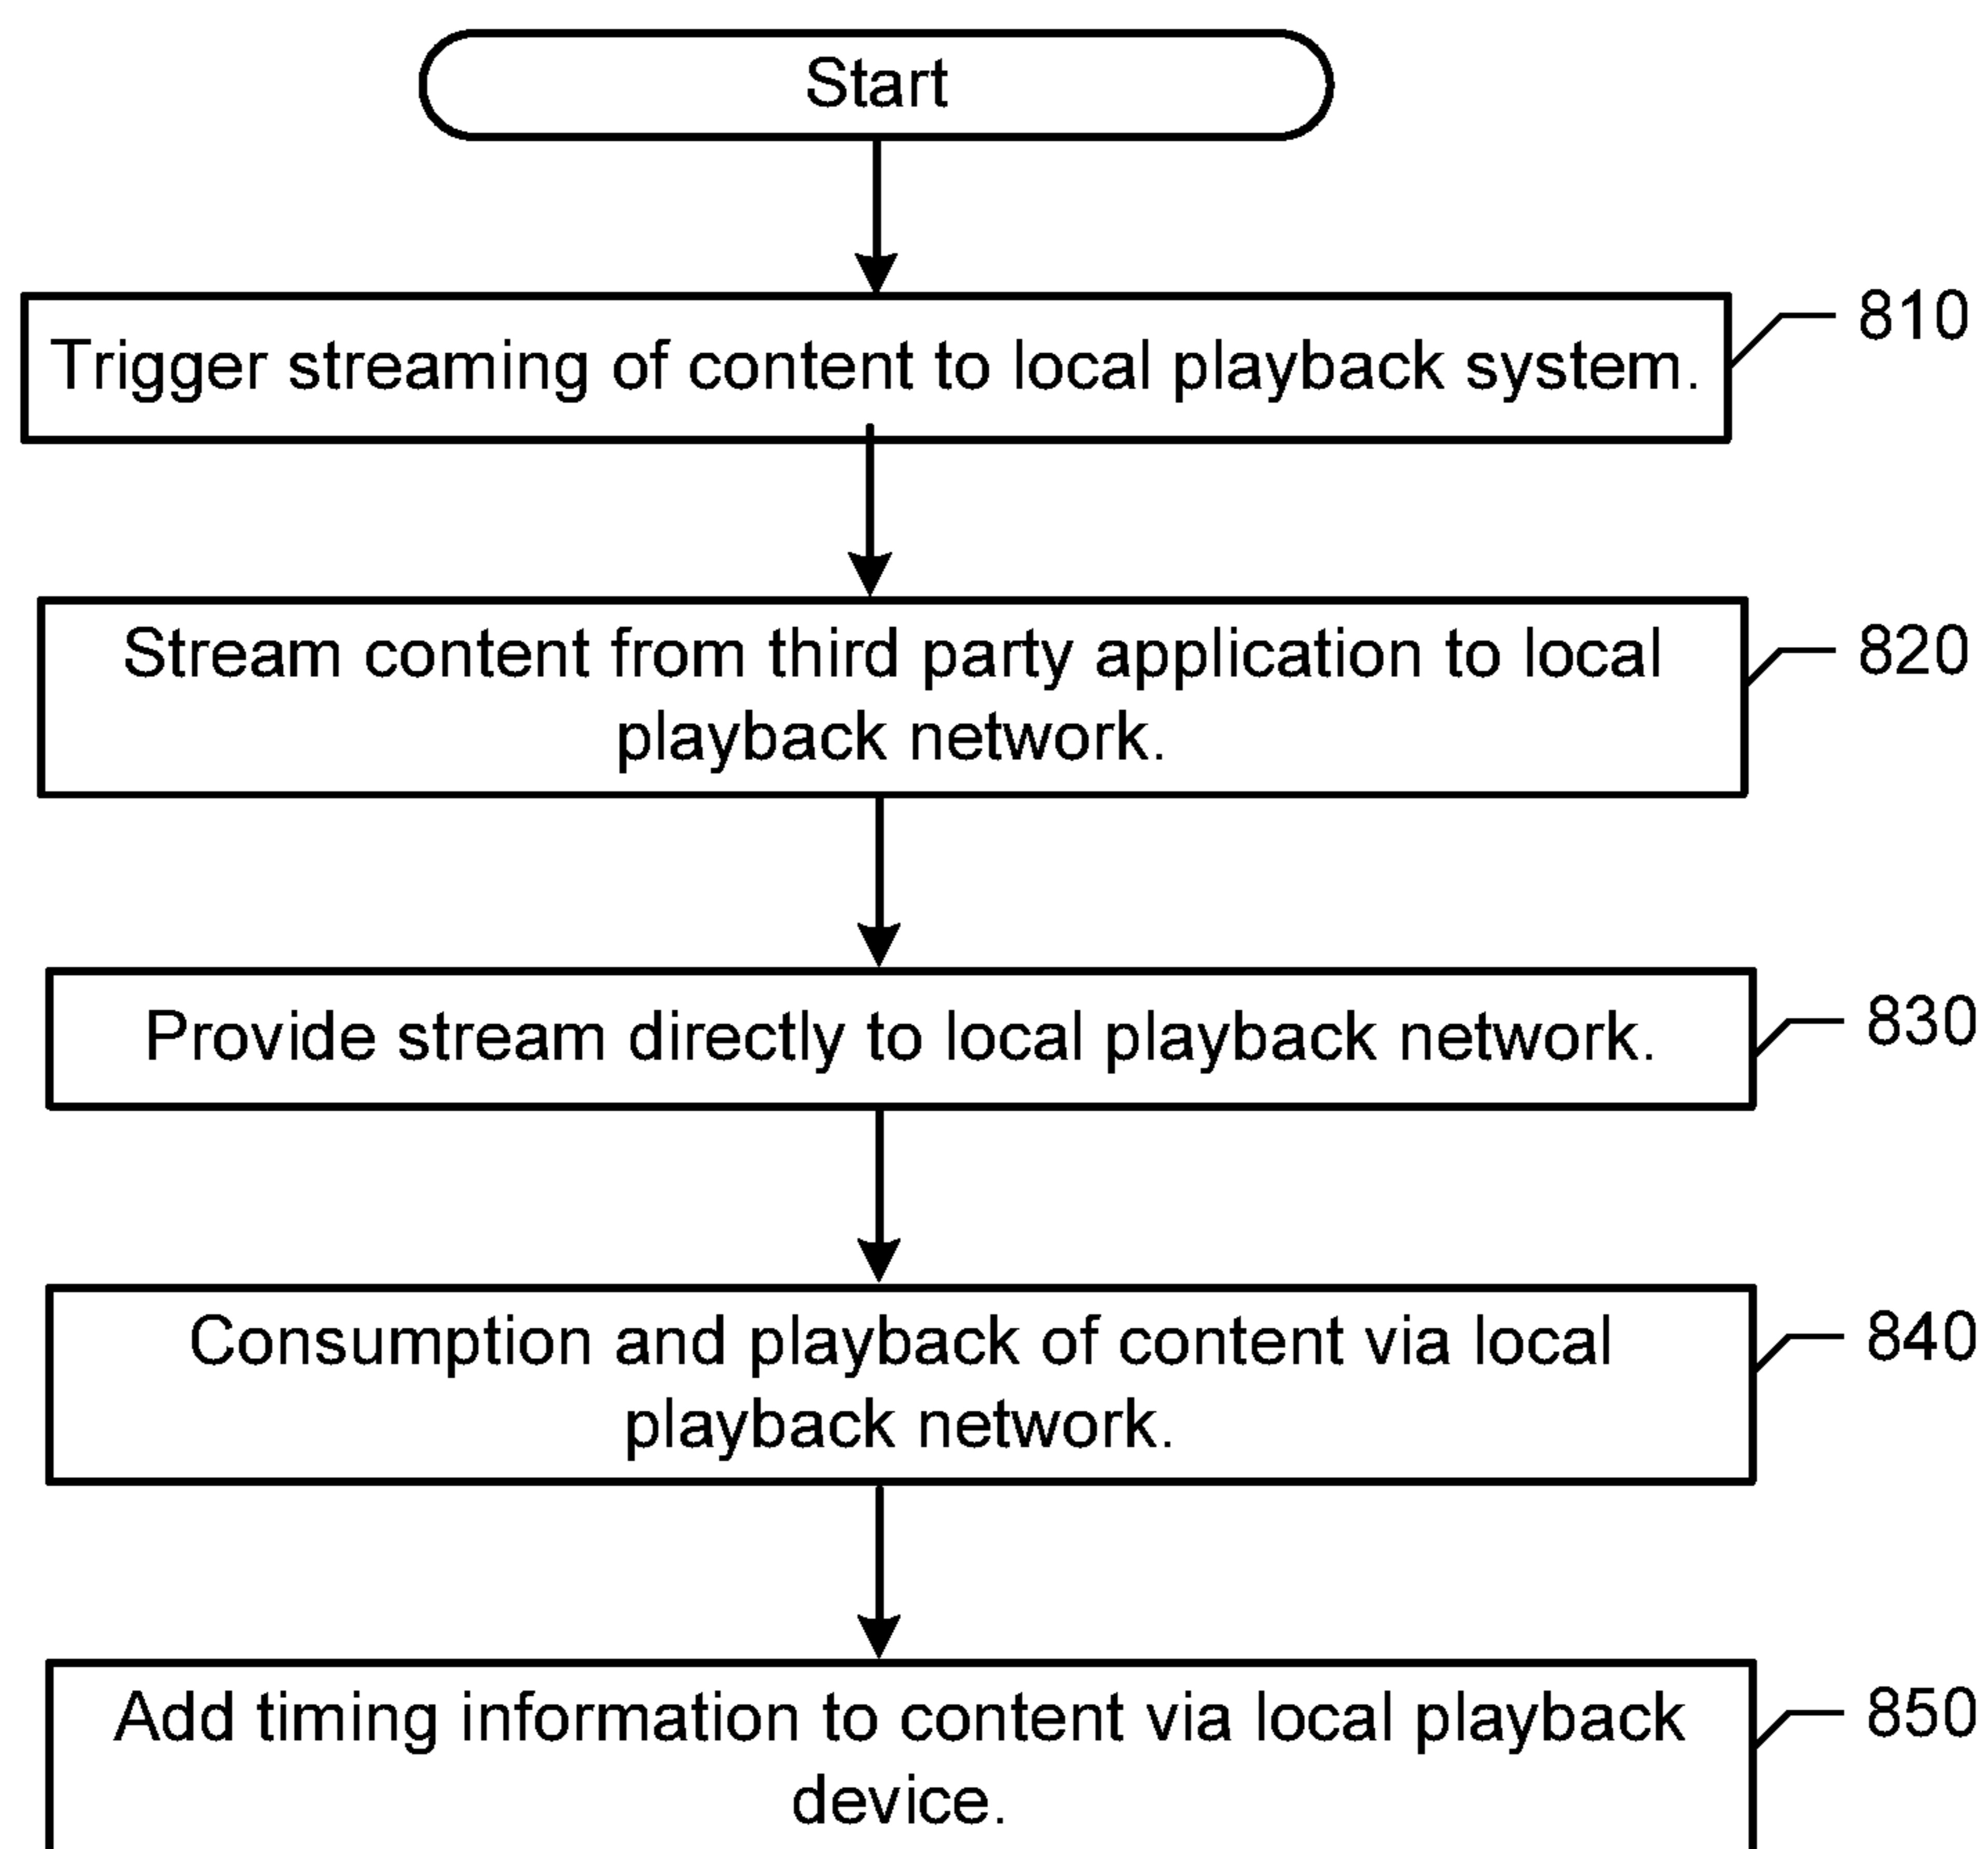 Start
Trigger streaming of content to local playback system.
810
Stream content from third party application to local
playback network.
820
Provide stream directly to local playback network.
830
Consumption and playback of content via local
playback network.
840
Add timing information to content via local playback
device.
850